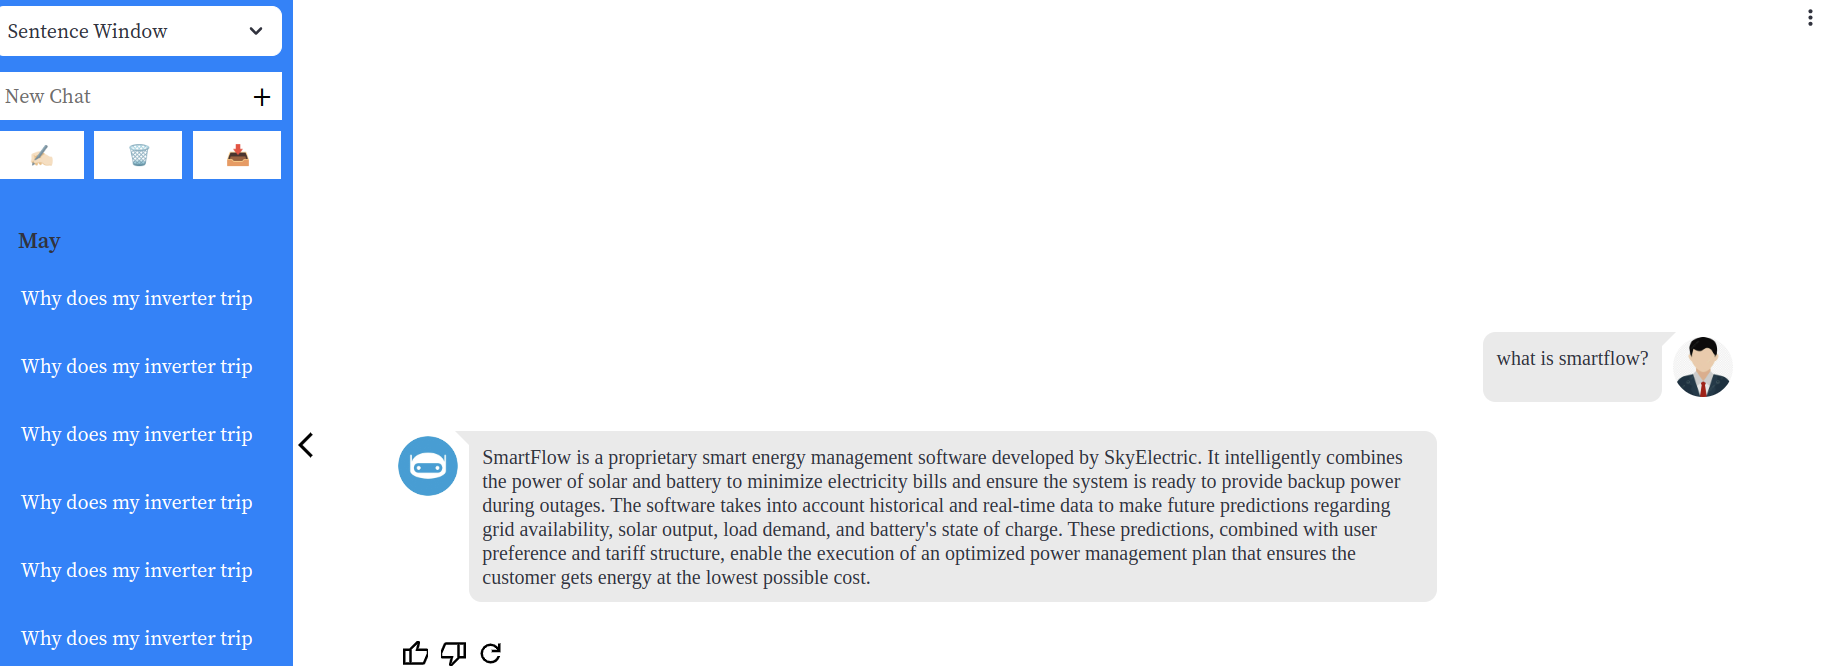 Sentence Window
New Chat
May
Why does my inverter trip
Why does my inverter trip
Why does my inverter trip
Why does my inverter trip
Why does my inverter trip
Why does my inverter trip
what is smartflow?
SmartFlow is a proprietary smart energy management software developed by SkyElectric. It intelligently combines
the power of solar and battery to minimize electricity bills and ensure the system is ready to provide backup power
during outages. The software takes into account historical and real-time data to make future predictions regarding
grid availability, solar output, load demand, and battery's state of charge. These predictions, combined with user
preference and tariff structure, enable the execution of an optimized power management plan that ensures the
customer gets energy at the lowest possible cost.